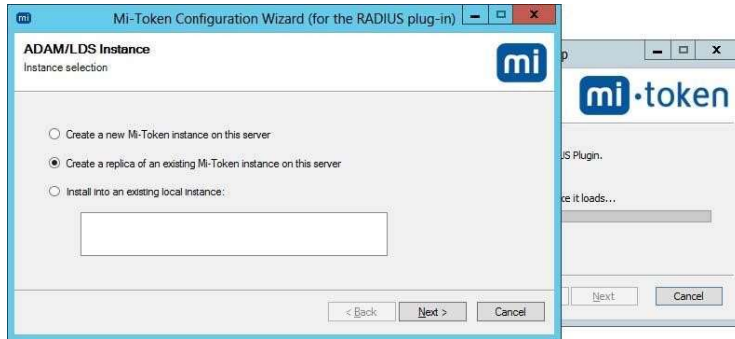 mi Mi-Token Configuration Wizard (for the RADIUS plug-in)
ADAM/LDS Instance
Instance selection
mi
Create a new Mi-Token instance on this server
Create a replica of an existing Mi-Token instance on this server
Install into an existing local instance:
< Back Next > Cancel
p
mi·token
JS Plugin.
ce it loads...
Next Cancel